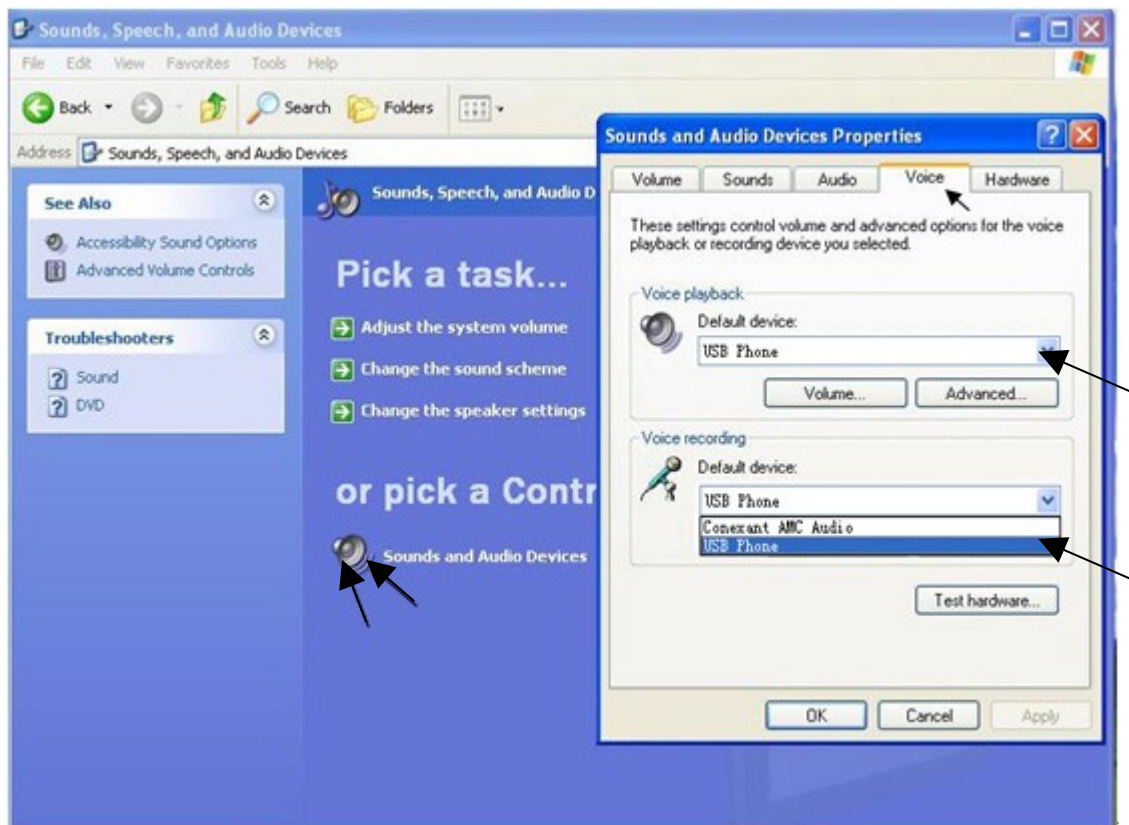 Sounds, Speech, and Audio Devices
File Edit View Favorites Tools Help
Back Search Folders
Address Sounds, Speech, and Audio Devices
See Also
Accessibility Sound Options
Advanced Volume Controls
Troubleshooters
Sound
DVD
Sounds, Speech, and Audio D
Pick a task...
Adjust the system volume
Change the sound scheme
Change the speaker settings
or pick a Contr
Sounds and Audio Devices
Sounds and Audio Devices Properties
Volume Sounds Audio Voice Hardware
These settings control volume and advanced options for the voice
playback or recording device you selected.
Voice playback
Default device:
USB Phone
Volume... Advanced...
Voice recording
Default device:
USB Phone
Conexant AMC Audio
USB Phone
Test hardware...
OK Cancel Apply